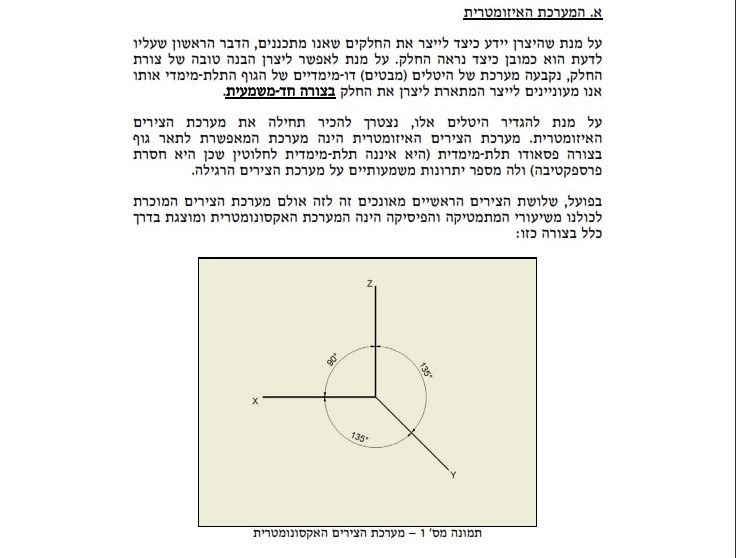 א. המערכת האיזומטרית
על מנת שהיצרן יידע כיצד לייצר את החלקים שאנו מתכננים, הדבר הראשון שעליו
לדעת הוא כמובן כיצד נראה החלק. על מנת לאפשר ליצרן הבנה טובה של צורת
החלק, נקבעה מערכת של היטלים (מבטים) דו-מימדיים של הגוף התלת-מימדי אותו
אנו מעוניינים לייצר המתארת ליצרן את החלק בצורה חד-משמעית.
על מנת להגדיר היטלים אלו, נצטרך להכיר תחילה את מערכת הצירים
האיזומטרית. מערכת הצירים האיזומטרית הינה מערכת המאפשרת לתאר גוף
בצורה פסאודו תלת-מימדית (היא איננה תלת-מימדית לחלוטין שכן היא חסרת
פרספקטיבה) ולה מספר יתרונות משמעותיים על מערכת הצירים הרגילה.
בפועל, שלושת הצירים הראשיים מאונכים זה לזה אולם מערכת הצירים המוכרת
לכולנו משיעורי המתמטיקה והפיסיקה הינה המערכת האקסונומטרית ומוצגת בדרך
כלל בצורה כזו:
Z
90°
135°
X
135°
Y
תמונה מס' 1 – מערכת הצירים האקסונומטרית